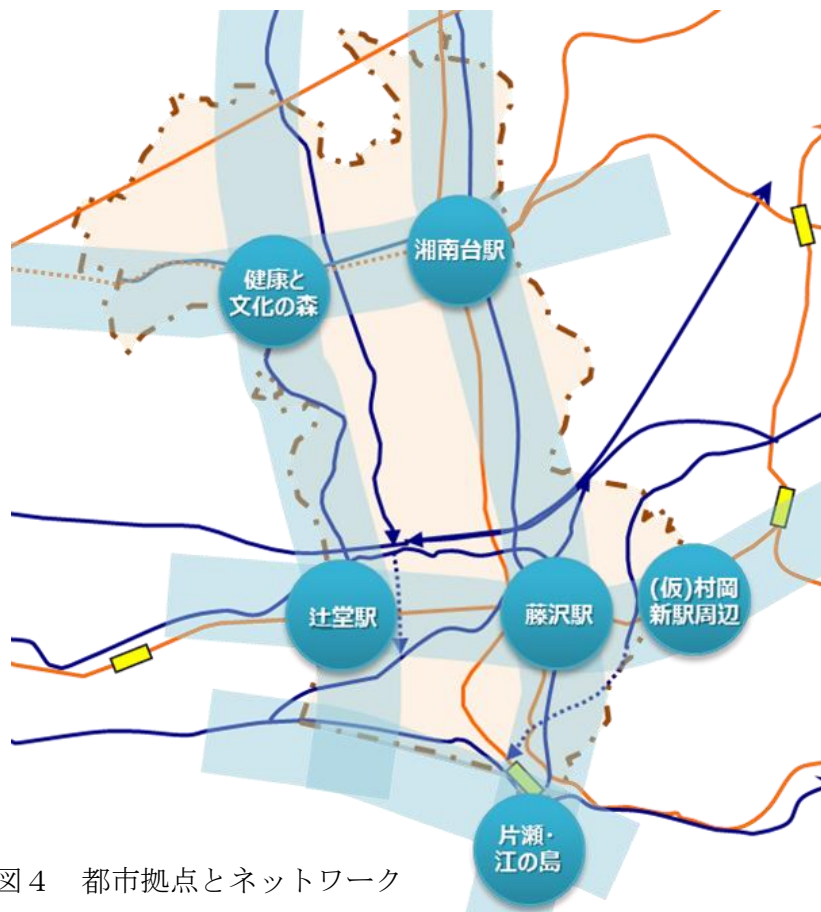 湘南台駅
健康と
文化の森
(仮)村岡
新駅周辺
辻堂駅
藤沢駅
片瀬・
江の島
図４　都市拠点とネットワーク